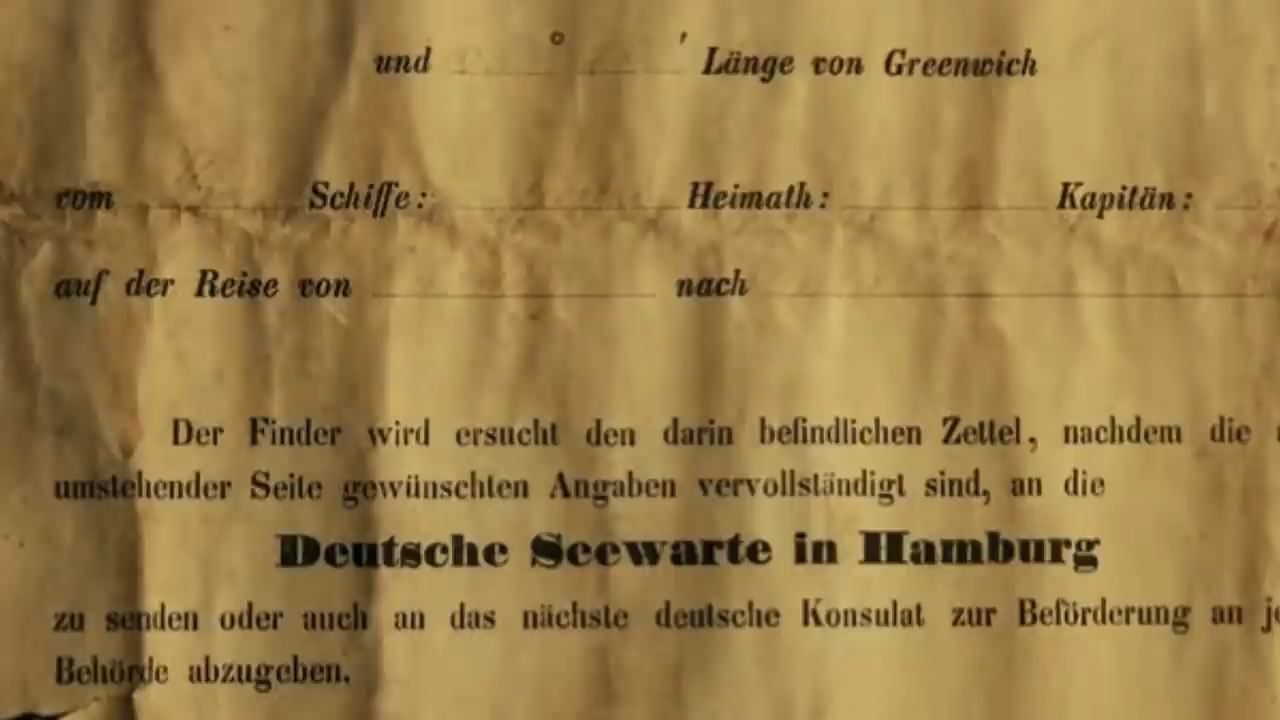 und ° ' Länge von Greenwich
vom Schiffe: Heimath: Kapitän:
auf der Reise von nach
Der Finder wird ersucht den darin befindlichen Zettel, nachdem die
umstehender Seite gewünschten Angaben vervollständigt sind, an die
Deutsche Seewarte in Hamburg
zu senden oder auch an das nächste deutsche Konsulat zur Beförderung an
Behörde abzugeben.